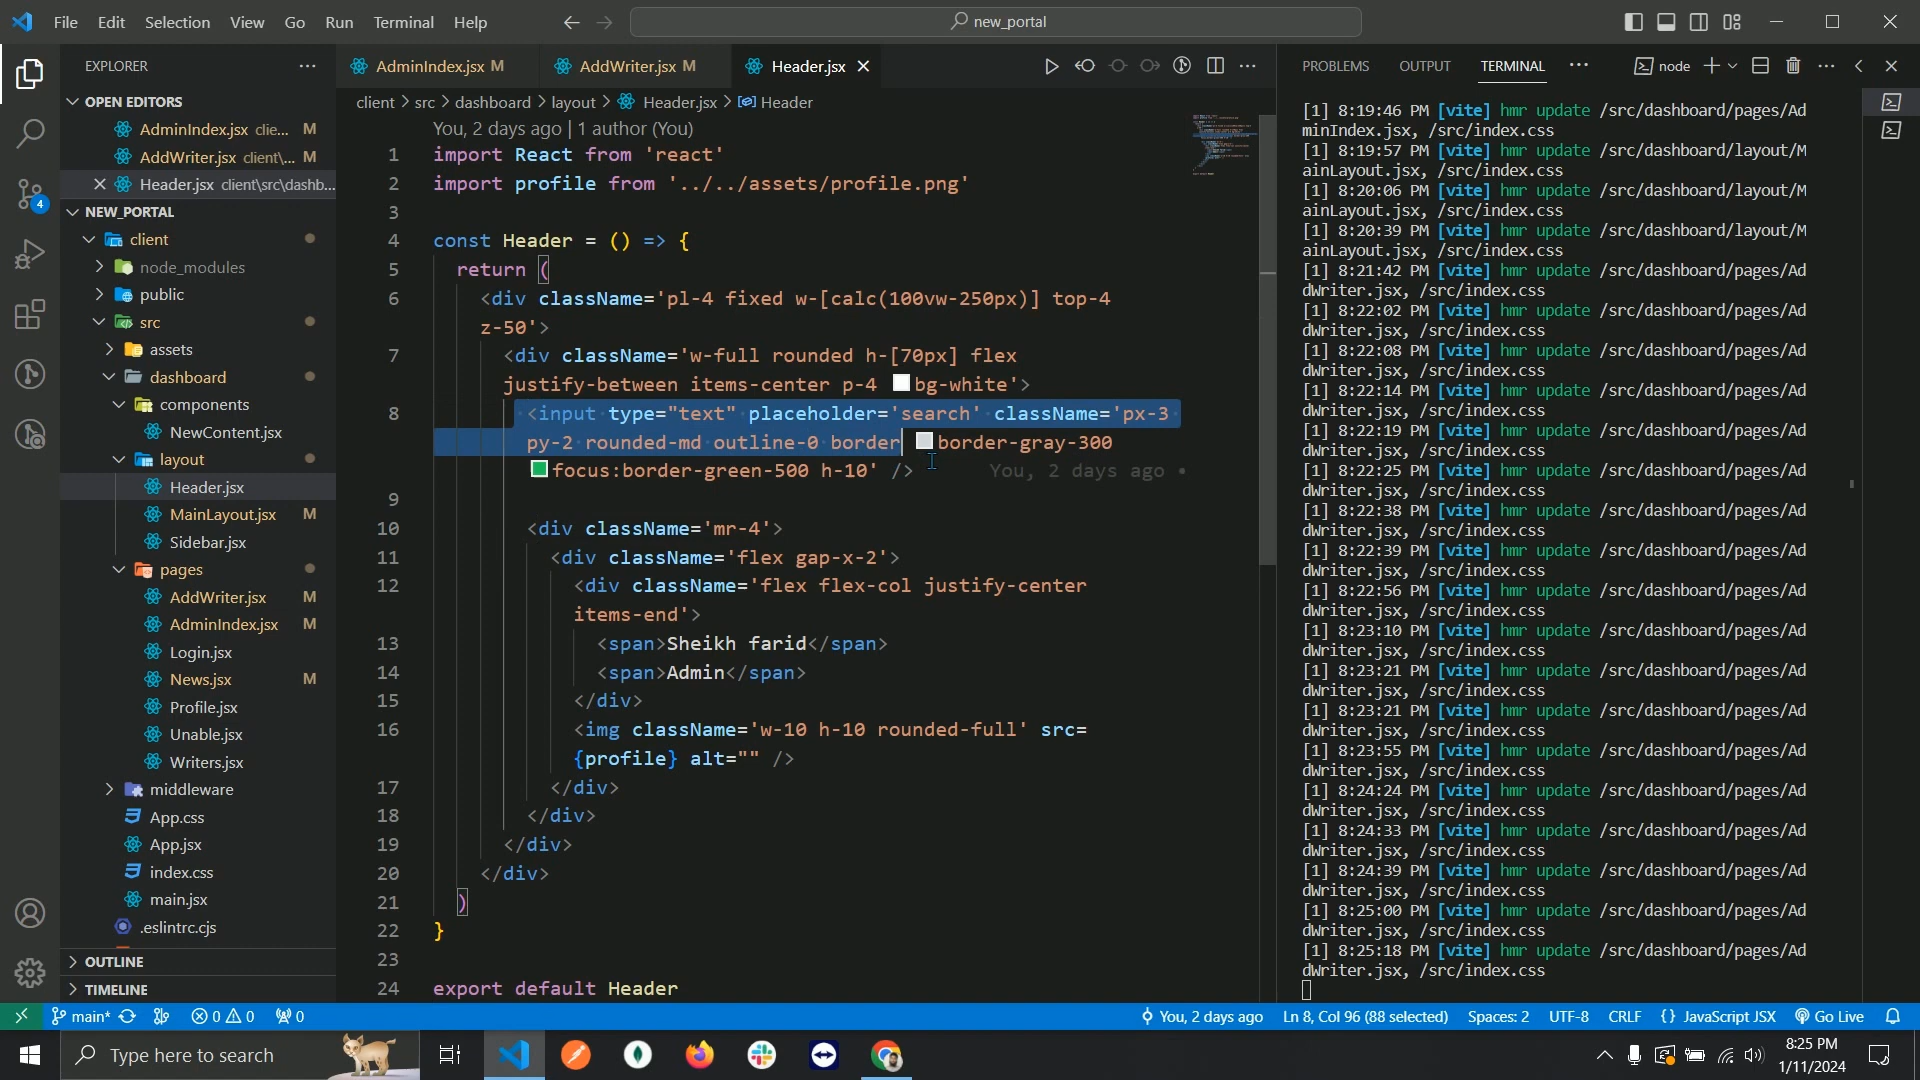 File Edit Selection View Go Run Terminal Help
new_portal
EXPLORER
OPEN EDITORS
AdminIndex.jsx clie... M
AddWriter.jsx client\... M
Header.jsx client\src\dashb...
NEW_PORTAL
client
node_modules
public
src
assets
dashboard
components
NewContent.jsx
layout
Header.jsx
MainLayout.jsx M
Sidebar.jsx
pages
AddWriter.jsx M
AdminIndex.jsx M
Login.jsx
News.jsx M
Profile.jsx
Unable.jsx
Writers.jsx
middleware
App.css
App.jsx
index.css
main.jsx
.eslintrc.cjs
OUTLINE
TIMELINE
AdminIndex.jsx M AddWriter.jsx M Header.jsx
client > src > dashboard > layout > Header.jsx > Header
You, 2 days ago | 1 author (You)
1 import React from 'react'
2 import profile from '../../assets/profile.png'
3
4 const Header = () => {
5 return (
6 <div className='pl-4 fixed w-[calc(100vw-250px)] top-4
z-50'>
7 <div className='w-full rounded h-[70px] flex
justify-between items-center p-4 bg-white'>
8 <input type="text" placeholder='search' className='px-3
py-2 rounded-md outline-0 border border-gray-300
focus:border-green-500 h-10' /> You, 2 days ago •
9
10 <div className='mr-4'>
11 <div className='flex gap-x-2'>
12 <div className='flex flex-col justify-center
items-end'>
13 <span>Sheikh farid</span>
14 <span>Admin</span>
15 </div>
16 <img className='w-10 h-10 rounded-full' src=
{profile} alt="" />
17 </div>
18 </div>
19 </div>
20 </div>
21 )
22 }
23
24 export default Header
PROBLEMS OUTPUT TERMINAL node
[1] 8:19:46 PM [vite] hmr update /src/dashboard/pages/Ad
minIndex.jsx, /src/index.css
[1] 8:19:57 PM [vite] hmr update /src/dashboard/layout/M
ainLayout.jsx, /src/index.css
[1] 8:20:06 PM [vite] hmr update /src/dashboard/layout/M
ainLayout.jsx, /src/index.css
[1] 8:20:39 PM [vite] hmr update /src/dashboard/layout/M
ainLayout.jsx, /src/index.css
[1] 8:21:42 PM [vite] hmr update /src/dashboard/pages/Ad
dWriter.jsx, /src/index.css
[1] 8:22:02 PM [vite] hmr update /src/dashboard/pages/Ad
dWriter.jsx, /src/index.css
[1] 8:22:08 PM [vite] hmr update /src/dashboard/pages/Ad
dWriter.jsx, /src/index.css
[1] 8:22:14 PM [vite] hmr update /src/dashboard/pages/Ad
dWriter.jsx, /src/index.css
[1] 8:22:19 PM [vite] hmr update /src/dashboard/pages/Ad
dWriter.jsx, /src/index.css
[1] 8:22:25 PM [vite] hmr update /src/dashboard/pages/Ad
dWriter.jsx, /src/index.css
[1] 8:22:38 PM [vite] hmr update /src/dashboard/pages/Ad
dWriter.jsx, /src/index.css
[1] 8:22:39 PM [vite] hmr update /src/dashboard/pages/Ad
dWriter.jsx, /src/index.css
[1] 8:22:56 PM [vite] hmr update /src/dashboard/pages/Ad
dWriter.jsx, /src/index.css
[1] 8:23:10 PM [vite] hmr update /src/dashboard/pages/Ad
dWriter.jsx, /src/index.css
[1] 8:23:21 PM [vite] hmr update /src/dashboard/pages/Ad
dWriter.jsx, /src/index.css
[1] 8:23:21 PM [vite] hmr update /src/dashboard/pages/Ad
dWriter.jsx, /src/index.css
[1] 8:23:55 PM [vite] hmr update /src/dashboard/pages/Ad
dWriter.jsx, /src/index.css
[1] 8:24:24 PM [vite] hmr update /src/dashboard/pages/Ad
dWriter.jsx, /src/index.css
[1] 8:24:33 PM [vite] hmr update /src/dashboard/pages/Ad
dWriter.jsx, /src/index.css
[1] 8:24:39 PM [vite] hmr update /src/dashboard/pages/Ad
dWriter.jsx, /src/index.css
[1] 8:25:00 PM [vite] hmr update /src/dashboard/pages/Ad
dWriter.jsx, /src/index.css
[1] 8:25:18 PM [vite] hmr update /src/dashboard/pages/Ad
dWriter.jsx, /src/index.css
4
main* 0 0 0 You, 2 days ago Ln 8, Col 96 (88 selected) Spaces: 2 UTF-8 CRLF {} JavaScript JSX Go Live
Type here to search
8:25 PM
1/11/2024